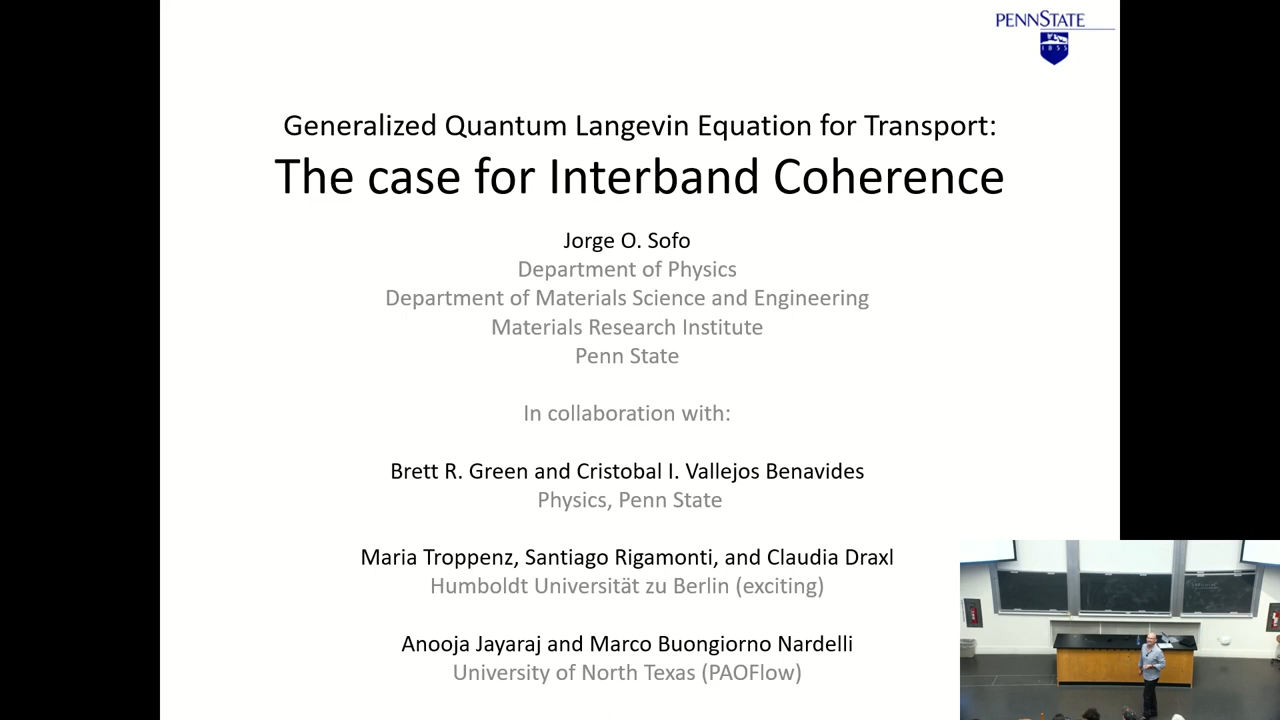 PENNSTATE
1855
Generalized Quantum Langevin Equation for Transport:
The case for Interband Coherence
Jorge O. Sofo
Department of Physics
Department of Materials Science and Engineering
Materials Research Institute
Penn State
In collaboration with:
Brett R. Green and Cristobal I. Vallejos Benavides
Physics, Penn State
Maria Troppenz, Santiago Rigamonti, and Claudia Draxl
Humboldt Universität zu Berlin (exciting)
Anooja Jayaraj and Marco Buongiorno Nardelli
University of North Texas (PAOFlow)